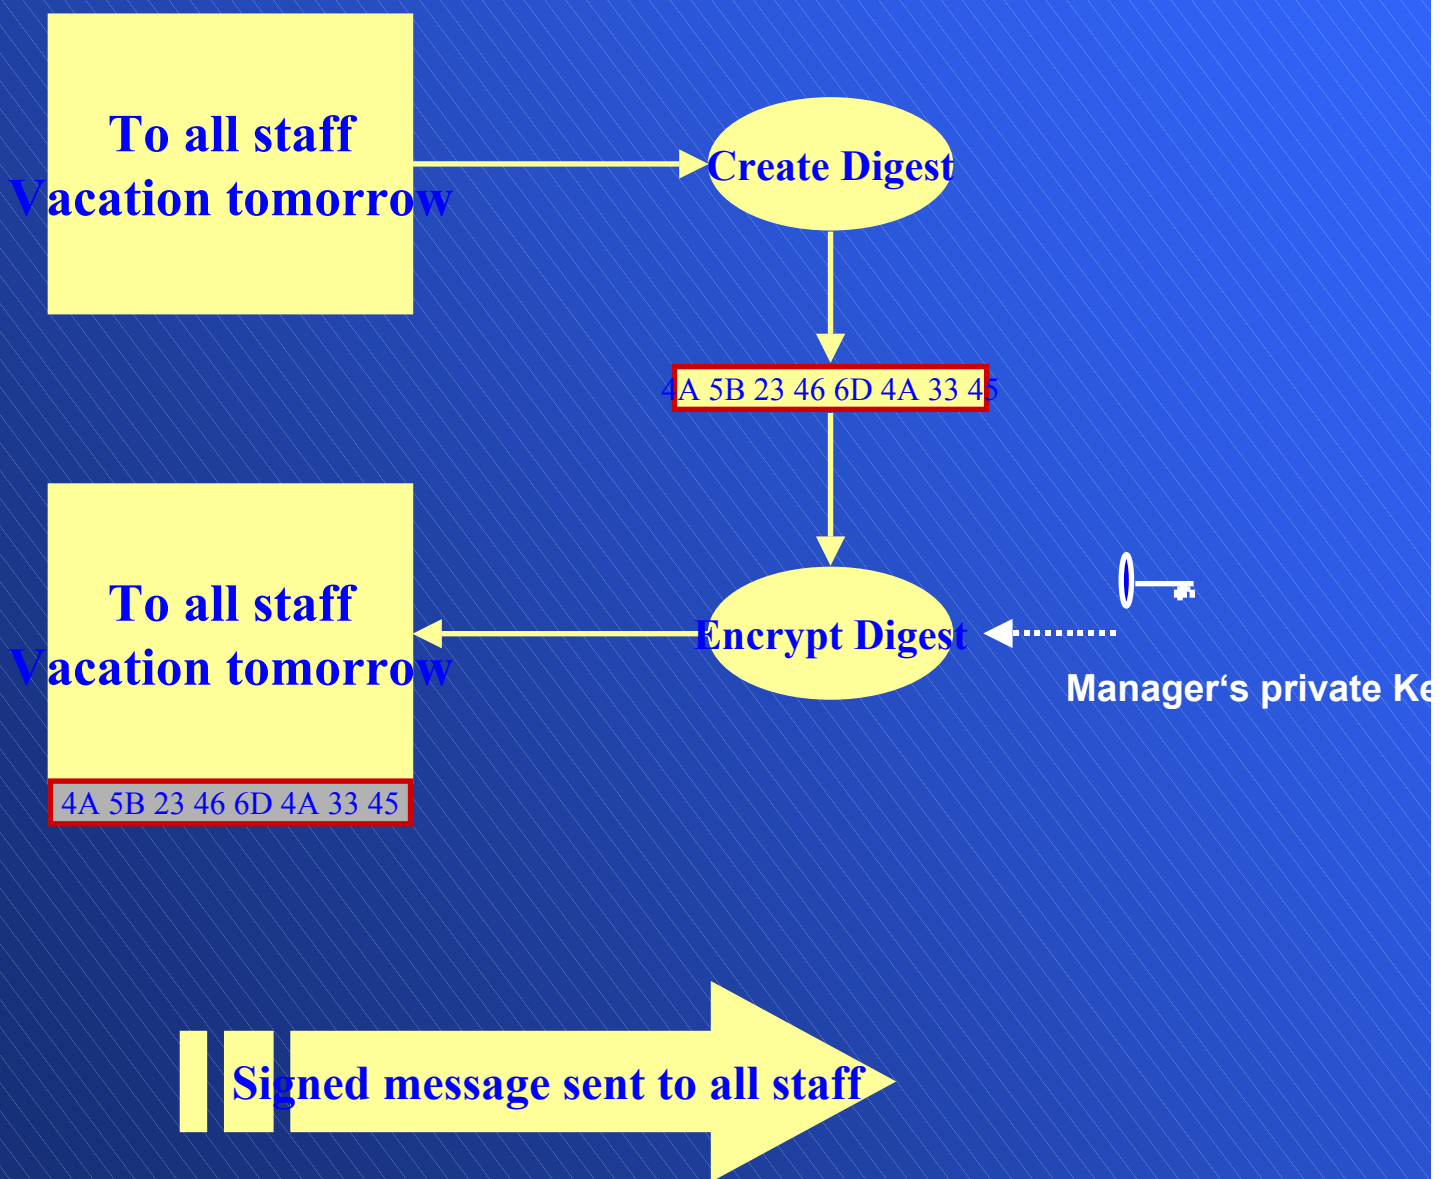 To all staff
Vacation tomorrow
Create Digest
4A 5B 23 46 6D 4A 33 45
To all staff
Vacation tomorrow
Encrypt Digest
Manager‘s private Ke
4A 5B 23 46 6D 4A 33 45
Signed message sent to all staff